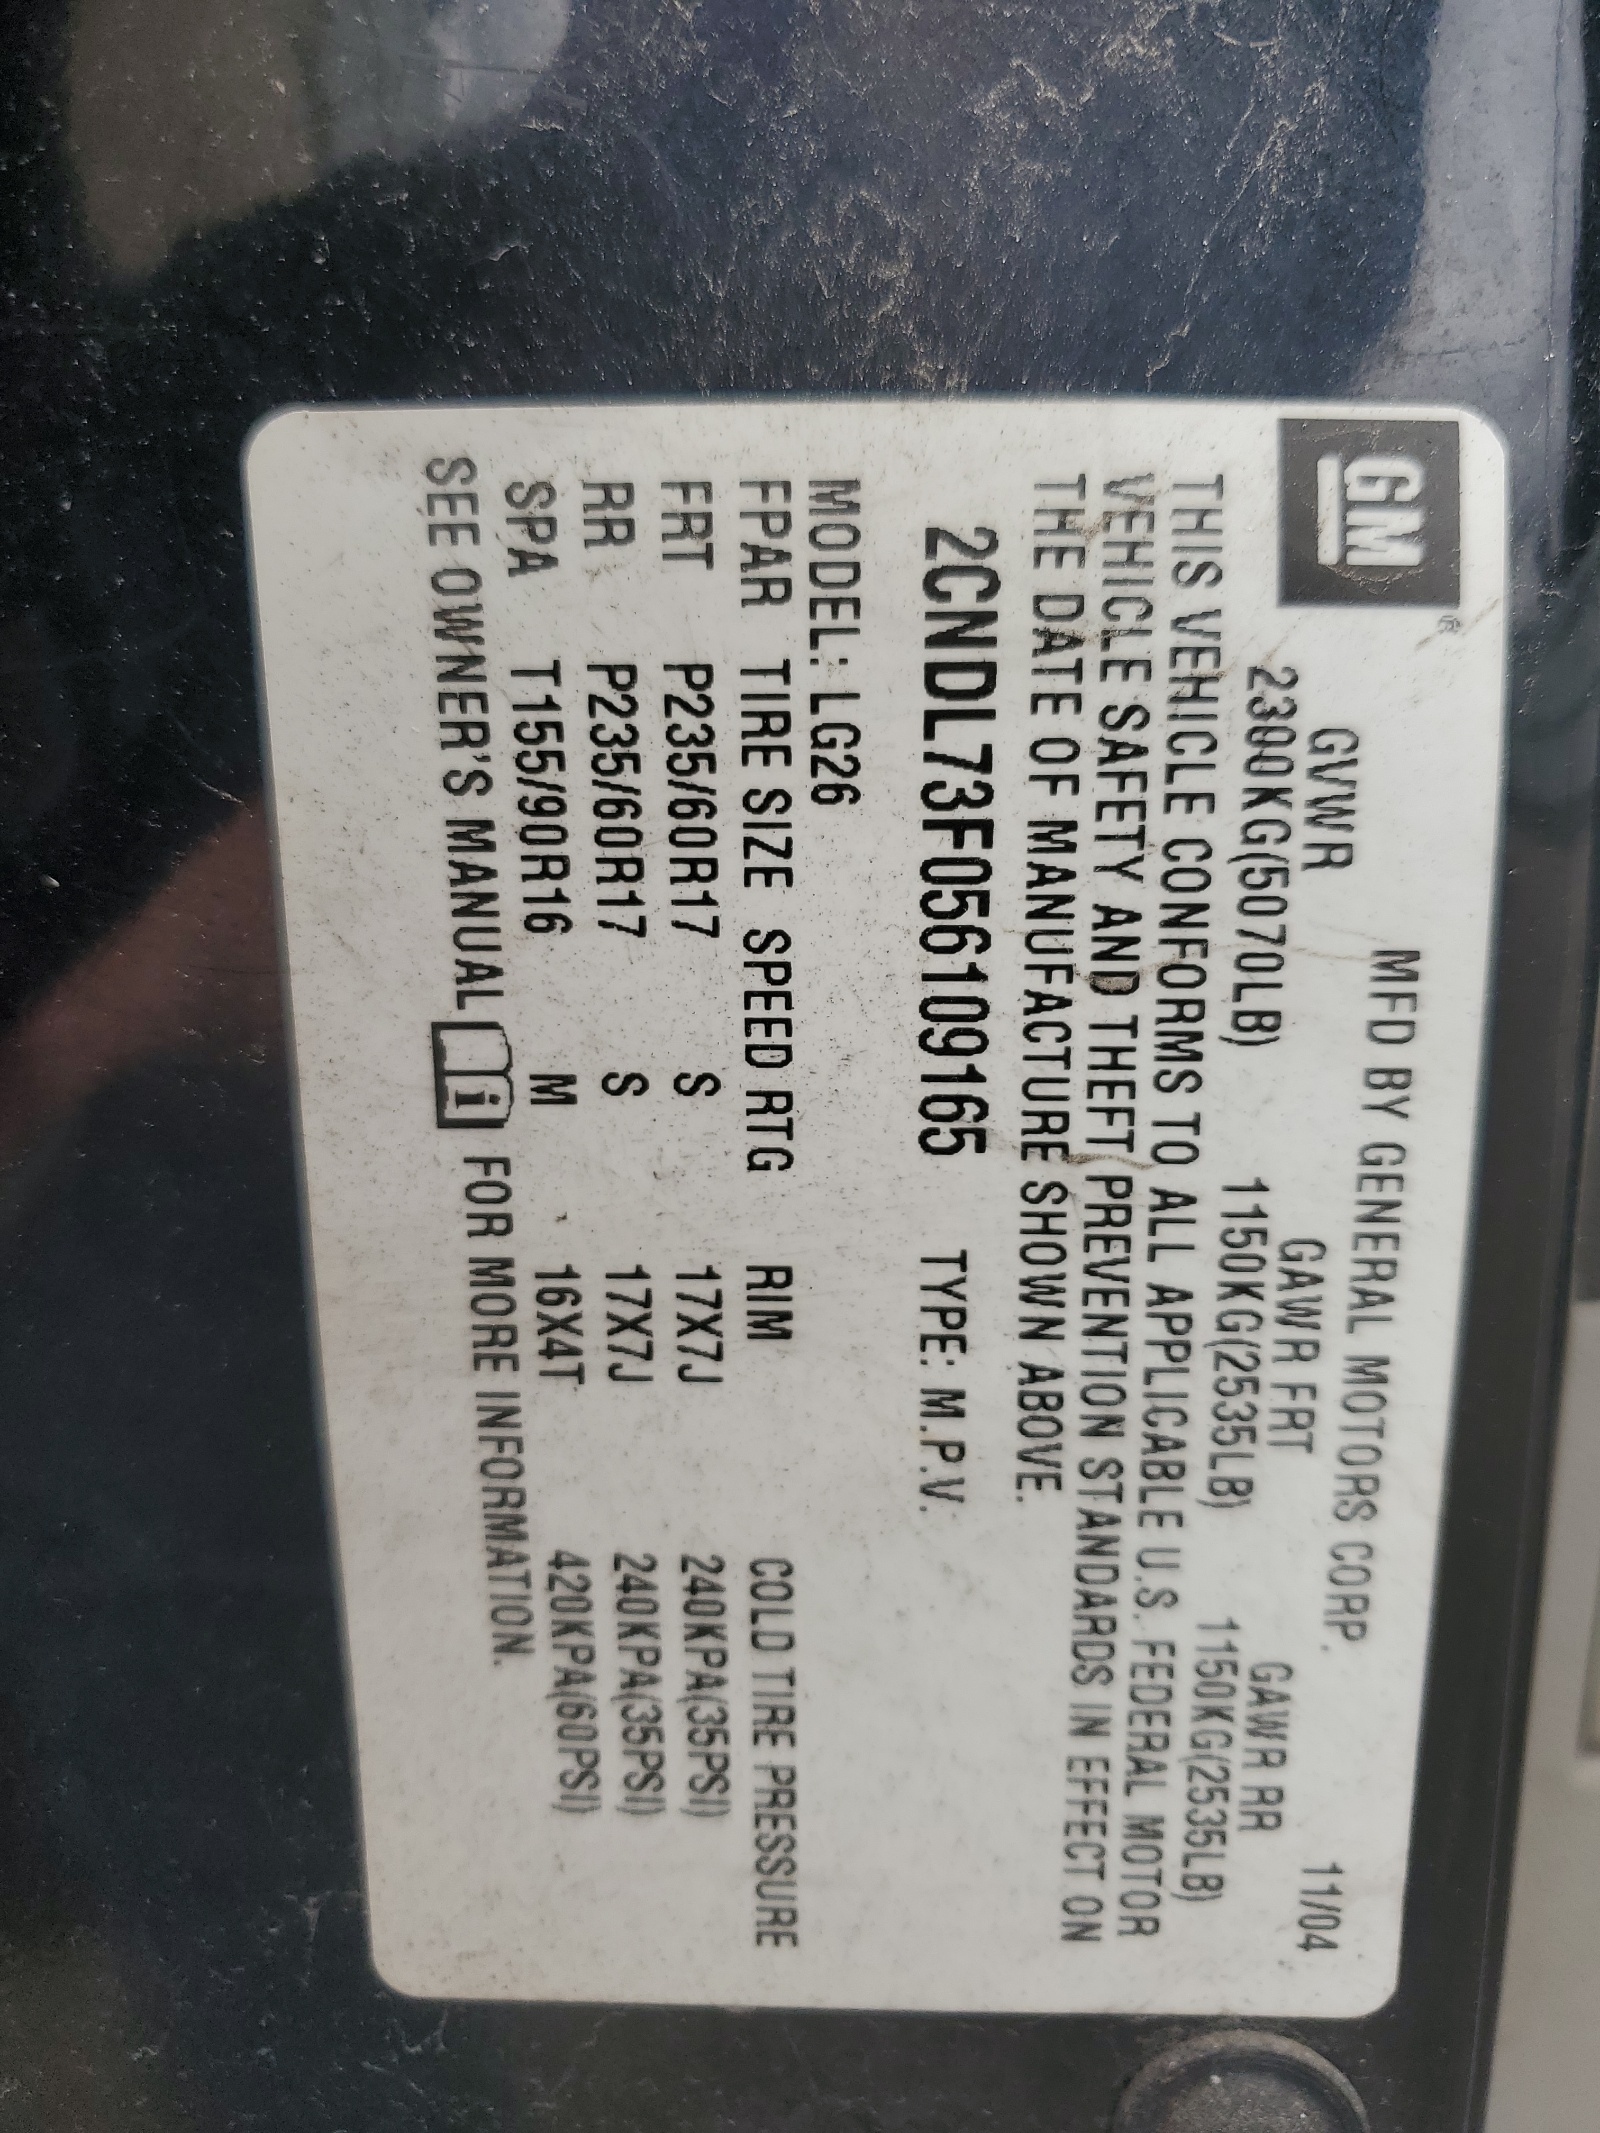 GM®
MFD BY GENERAL MOTORS CORP. 11/04
GVWR GAWR FRT GAWR RR
2300KG(5070LB) 1150KG(2535LB) 1150KG(2535LB)
THIS VEHICLE CONFORMS TO ALL APPLICABLE U.S. FEDERAL MOTOR
VEHICLE SAFETY AND THEFT PREVENTION STANDARDS IN EFFECT ON
THE DATE OF MANUFACTURE SHOWN ABOVE.
2CNDL73F056109165 TYPE: M.P.V.
MODEL: LG26
FPAR TIRE SIZE SPEED RTG RIM COLD TIRE PRESSURE
FRT P235/60R17 S 17X7J 240KPA(35PSI)
RR P235/60R17 S 17X7J 240KPA(35PSI)
SPA T155/90R16 M 16X4T 420KPA(60PSI)
SEE OWNER'S MANUAL i FOR MORE INFORMATION.